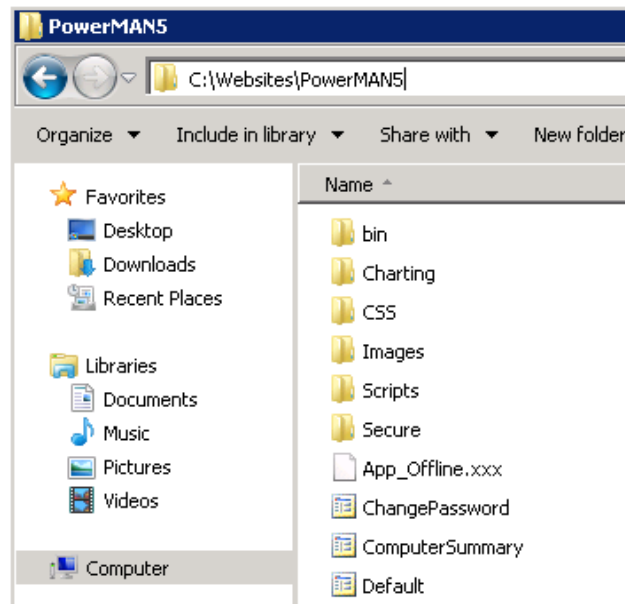 PowerMAN5
C:\Websites\PowerMAN5
Organize Include in library Share with New folder
Favorites
Desktop
Downloads
Recent Places
Libraries
Documents
Music
Pictures
Videos
Computer
Name
bin
Charting
CSS
Images
Scripts
Secure
App_Offline.xxx
ChangePassword
ComputerSummary
Default